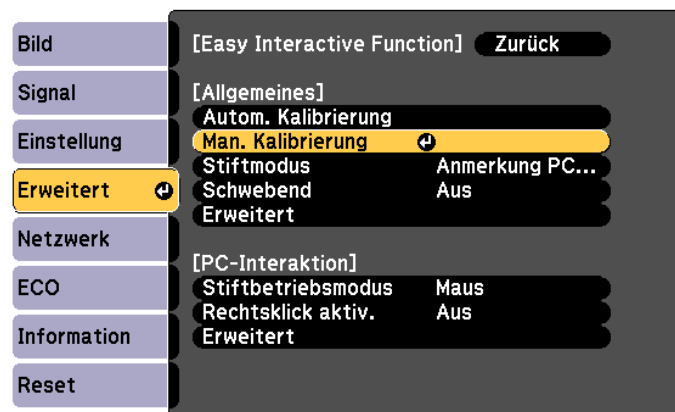 Bild
Signal
Einstellung
Erweitert
Netzwerk
ECO
Information
Reset
[Easy Interactive Function] Zurück
[Allgemeines]
Autom. Kalibrierung
Man. Kalibrierung
Stiftmodus Anmerkung PC...
Schwebend Aus
Erweitert
[PC-Interaktion]
Stiftbetriebsmodus Maus
Rechtsklick aktiv. Aus
Erweitert